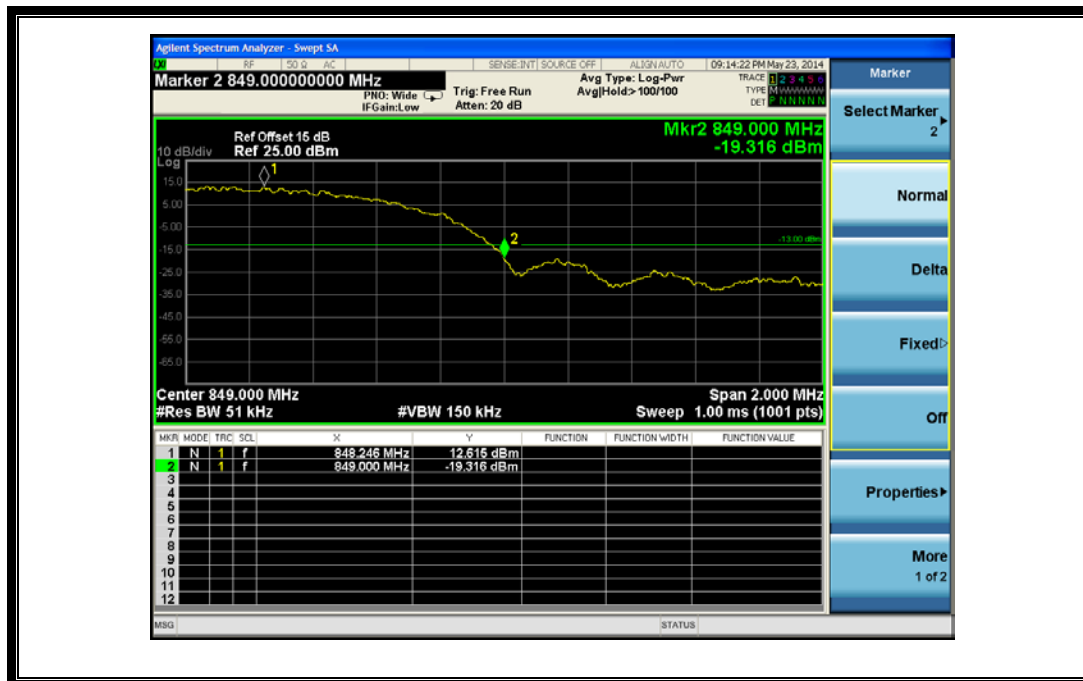 Agilent Spectrum Analyzer - Swept SA
RF 50 Ω AC SENSE:INT SOURCE OFF ALIGN AUTO 09:14:22 PM May 23, 2014
Marker 2 849.000000000 MHz
PNO: Wide
IFGain:Low
Trig: Free Run
Atten: 20 dB
Avg Type: Log-Pwr
Avg|Hold:> 100/100
TRACE 1 2 3 4 5 6
TYPE M
DET P N N N N N
Mkr2 849.000 MHz
-19.316 dBm
Ref Offset 15 dB
10 dB/div Ref 25.00 dBm
Log
15.0
5.00
-5.00
-15.0
-25.0
-35.0
-45.0
-55.0
-65.0
1
2
-13.00 dBm
Center 849.000 MHz Span 2.000 MHz
#Res BW 51 kHz #VBW 150 kHz Sweep 1.00 ms (1001 pts)
MKR MODE TRC SCL X Y FUNCTION FUNCTION WIDTH FUNCTION VALUE
1 N 1 f 848.246 MHz 12.615 dBm
2 N 1 f 849.000 MHz -19.316 dBm
3
4
5
6
7
8
9
10
11
12
MSG STATUS
Marker
Select Marker
2
Normal
Delta
Fixed
Off
Properties
More
1 of 2